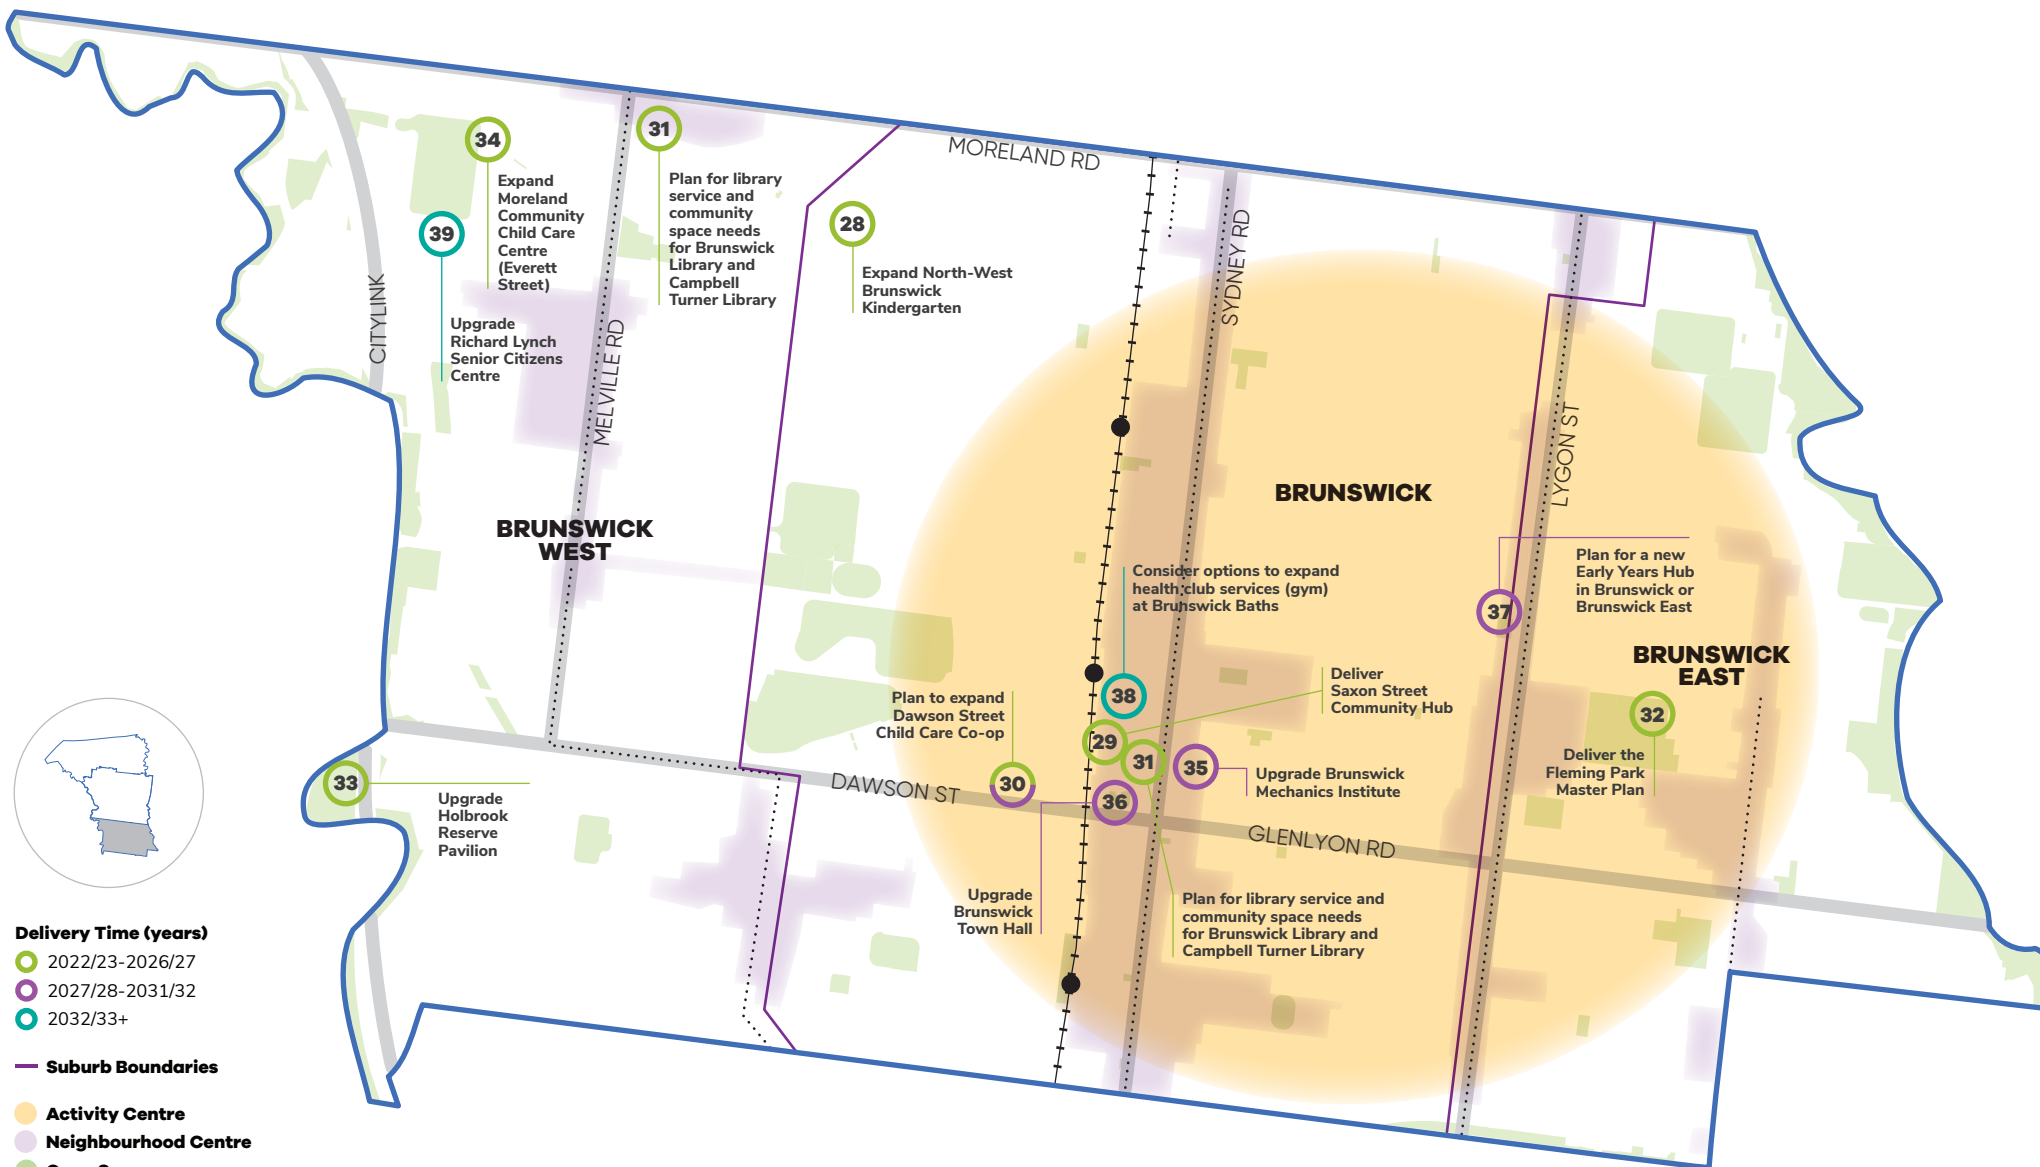 MORELAND RD
34
Expand
Moreland
Community
Child Care
Centre
(Everett
Street)
31
Plan for library
service and
community
space needs
for Brunswick
Library and
Campbell
Turner Library
28
Expand North-West
Brunswick
Kindergarten
39
Upgrade
Richard Lynch
Senior Citizens
Centre
CITYLINK
MELVILLE RD
SYDNEY RD
LYGON ST
BRUNSWICK
WEST
BRUNSWICK
Consider options to expand
health club services (gym)
at Brunswick Baths
38
37
Plan for a new
Early Years Hub
in Brunswick or
Brunswick East
BRUNSWICK
EAST
32
Deliver the
Fleming Park
Master Plan
Deliver
Saxon Street
Community Hub
29
31
35
Upgrade Brunswick
Mechanics Institute
Plan to expand
Dawson Street
Child Care Co-op
30
36
DAWSON ST
GLENLYON RD
33
Upgrade
Holbrook
Reserve
Pavilion
Upgrade
Brunswick
Town Hall
Plan for library service and
community space needs
for Brunswick Library and
Campbell Turner Library
Delivery Time (years)
2022/23-2026/27
2027/28-2031/32
2032/33+
Suburb Boundaries
Activity Centre
Neighbourhood Centre